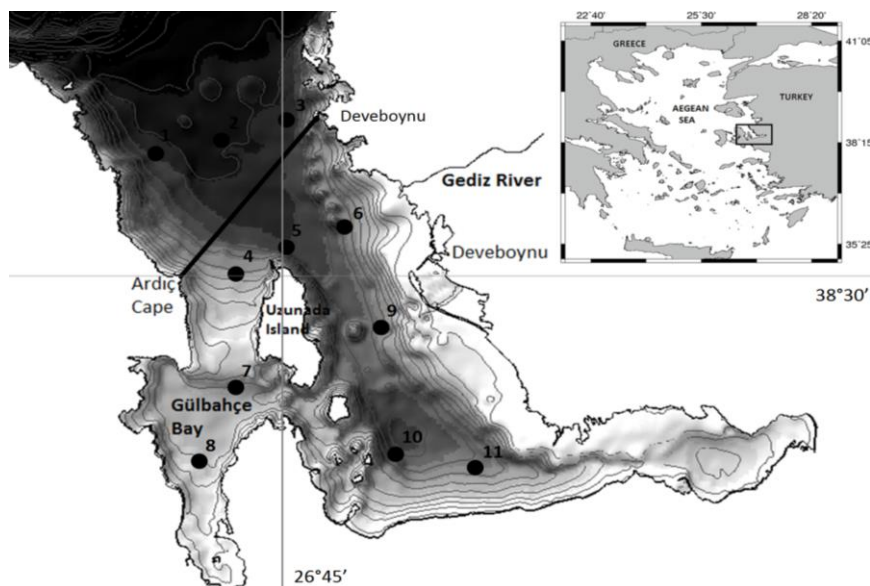 22˚40'
25˚30'
28˚20'
41˚05'
GREECE
TURKEY
AEGEAN
SEA
38˚15'
35˚25'
3
Deveboynu
2
1
Gediz River
6
5
Deveboynu
4
Ardıç
Cape
38°30′
Uzunada
Island
9
7
Gülbahçe
Bay
8
10
11
26°45′